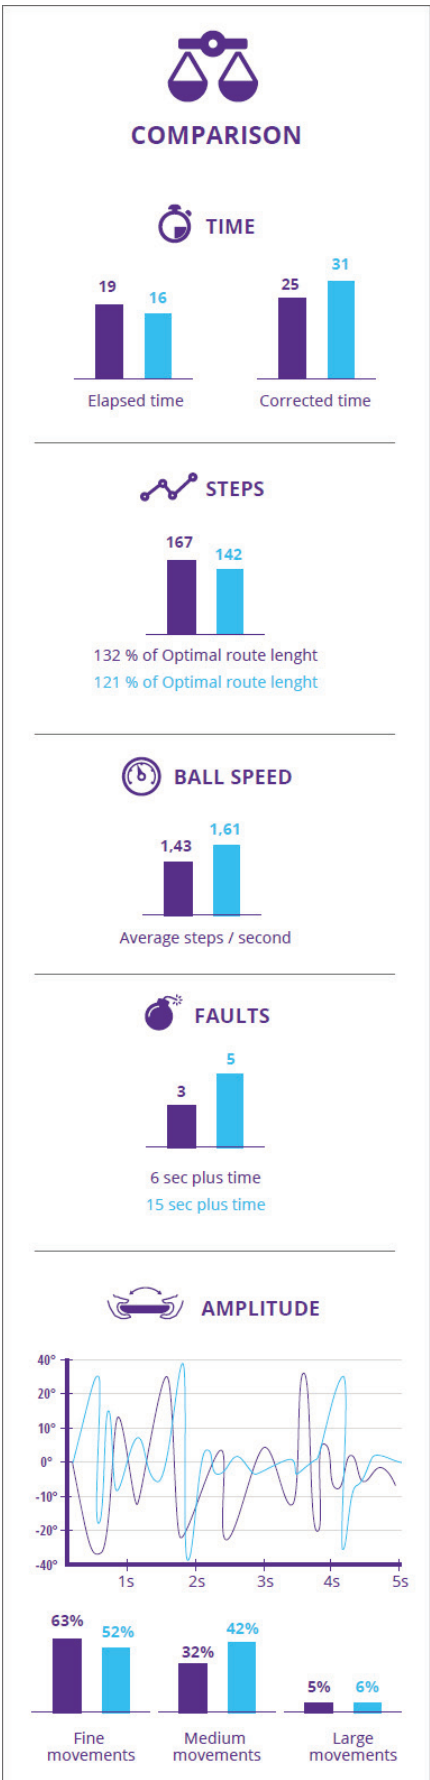 COMPARISON
TIME
19 16 25 31
Elapsed time Corrected time
STEPS
167 142
132 % of Optimal route lenght
121 % of Optimal route lenght
BALL SPEED
1,43 1,61
Average steps / second
FAULTS
3 5
6 sec plus time
15 sec plus time
AMPLITUDE
40°
20°
10°
0°
-10°
-20°
-40°
1s 2s 3s 4s 5s
63% 52% 32% 42% 5% 6%
Fine Medium Large
movements movements movements